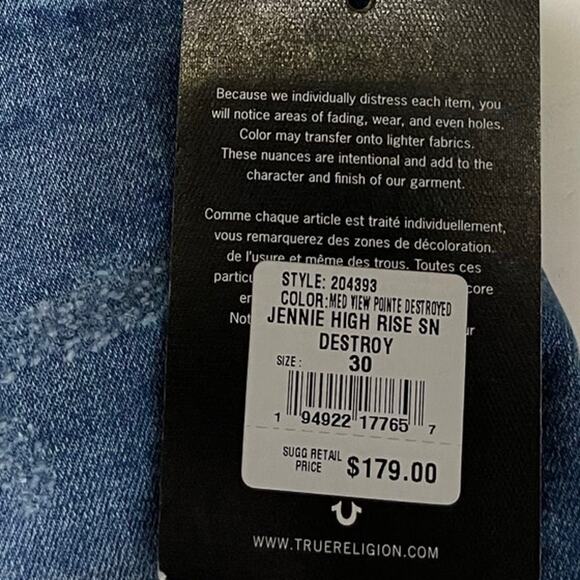 Because we individually distress each item, you
will notice areas of fading, wear, and even holes.
Color may transfer onto lighter fabrics.
These nuances are intentional and add to the
character and finish of our garment.
Comme chaque article est traité individuellement,
vous remarquerez des zones de décoloration.
de l'usure et même des trous. Toutes ces
STYLE: 204393
COLOR:MED VIEW POINTE DESTROYED
JENNIE HIGH RISE SN
DESTROY
SIZE: 30
1 94922 17765 7
SUGG RETAIL
PRICE $179.00
WWW.TRUERELIGION.COM